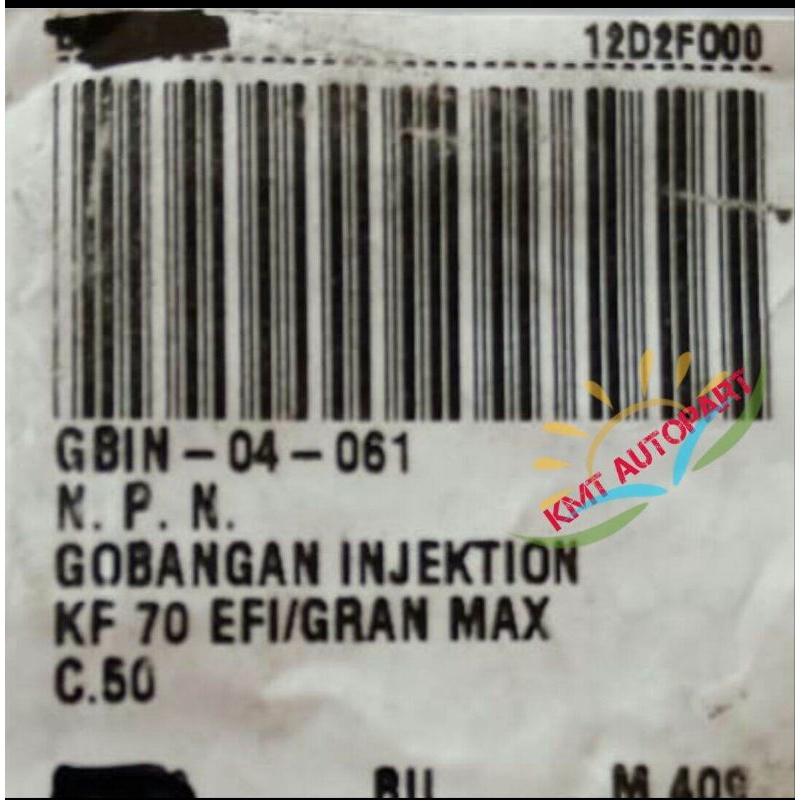 12D2F000
GBIN-04-061
N. P. N.
GOBANGAN INJEKTION
KF 70 EFI/GRAN MAX
C.50
KMT AUTOPART